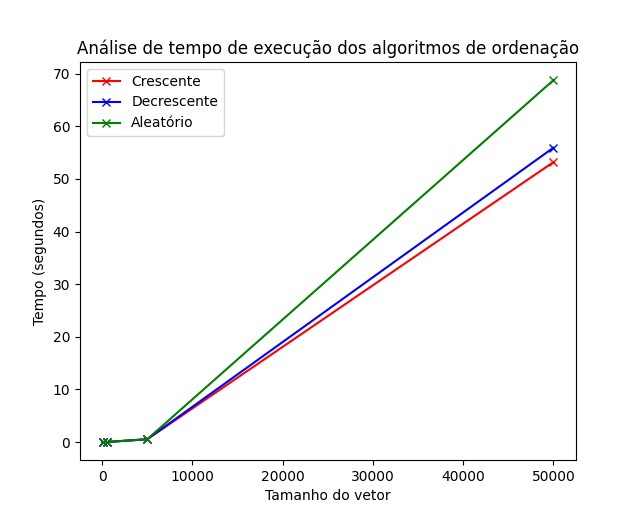 Análise de tempo de execução dos algoritmos de ordenação
Crescente
Decrescente
Aleatório
70
60
50
40
30
20
10
0
Tempo (segundos)
0 10000 20000 30000 40000 50000
Tamanho do vetor